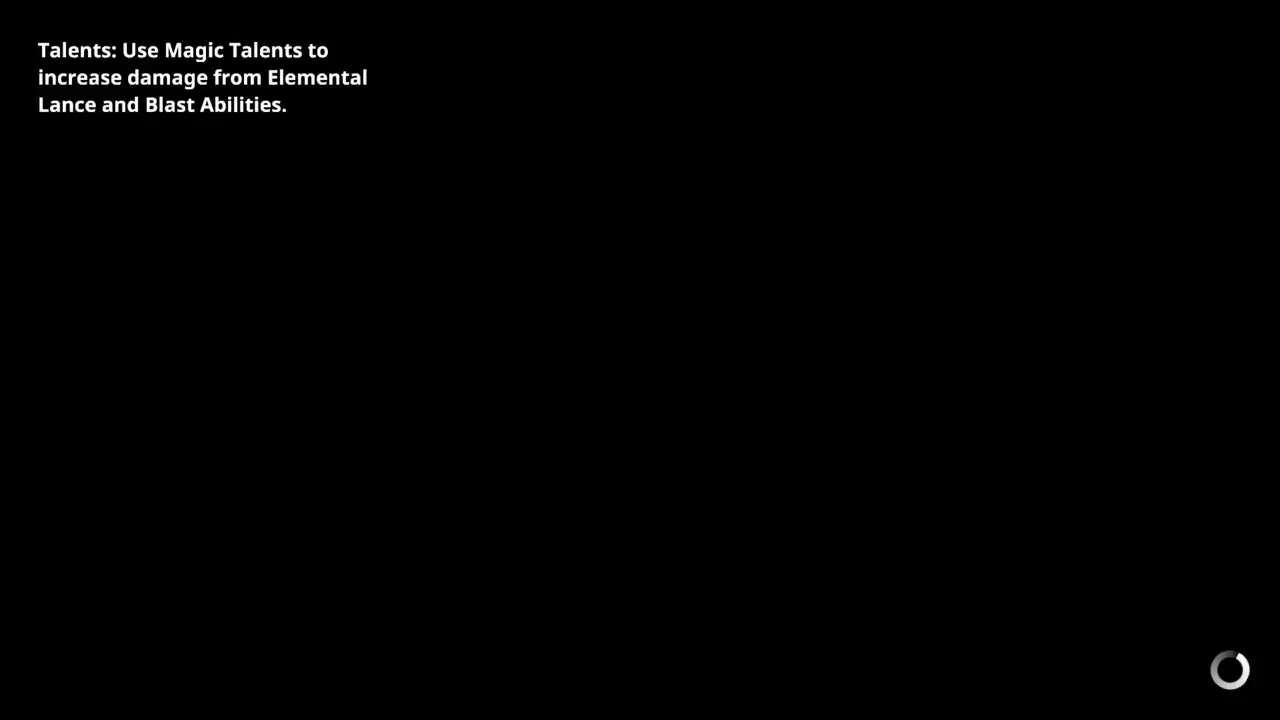 Talents: Use Magic Talents to
increase damage from Elemental
Lance and Blast Abilities.